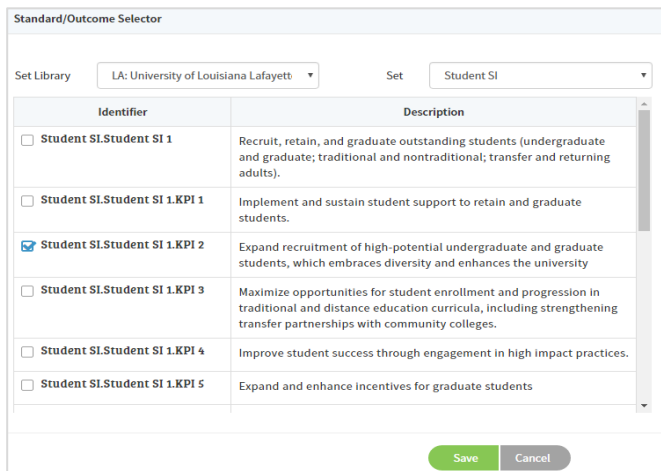 Standard/Outcome Selector
Set Library LA: University of Louisiana Lafayett Set Student SI
Identifier Description
Student SI.Student SI 1 Recruit, retain, and graduate outstanding students (undergraduate
and graduate; traditional and nontraditional; transfer and returning
adults).
Student SI.Student SI 1.KPI 1 Implement and sustain student support to retain and graduate
students.
Student SI.Student SI 1.KPI 2 Expand recruitment of high-potential undergraduate and graduate
students, which embraces diversity and enhances the university
Student SI.Student SI 1.KPI 3 Maximize opportunities for student enrollment and progression in
traditional and distance education curricula, including strengthening
transfer partnerships with community colleges.
Student SI.Student SI 1.KPI 4 Improve student success through engagement in high impact practices.
Student SI.Student SI 1.KPI 5 Expand and enhance incentives for graduate students
Save Cancel